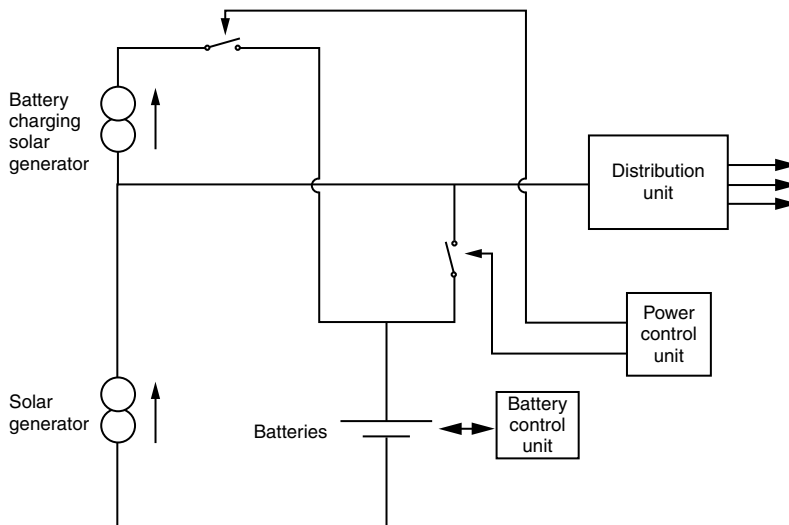 Battery
charging
solar
generator
Distribution
unit
Power
control
unit
Solar
generator
Batteries
Battery
control
unit